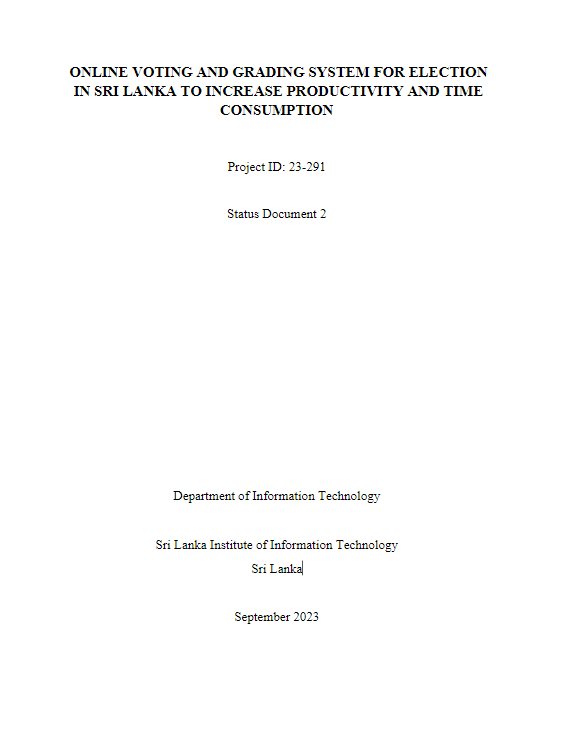 ONLINE VOTING AND GRADING SYSTEM FOR ELECTION
IN SRI LANKA TO INCREASE PRODUCTIVITY AND TIME
CONSUMPTION
Project ID: 23-291
Status Document 2
Department of Information Technology
Sri Lanka Institute of Information Technology
Sri Lanka
September 2023